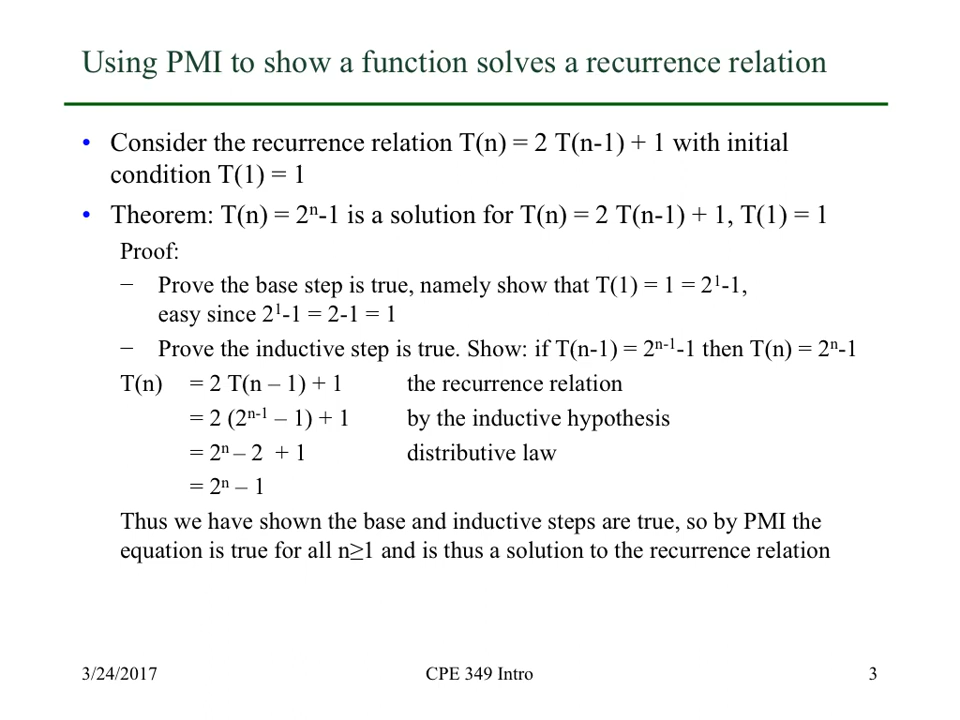 Using PMI to show a function solves a recurrence relation
• Consider the recurrence relation T(n) = 2 T(n-1) + 1 with initial
condition T(1) = 1
• Theorem: T(n) = 2ⁿ-1 is a solution for T(n) = 2 T(n-1) + 1, T(1) = 1
Proof:
− Prove the base step is true, namely show that T(1) = 1 = 2¹-1,
easy since 2¹-1 = 2-1 = 1
− Prove the inductive step is true. Show: if T(n-1) = 2ⁿ⁻¹-1 then T(n) = 2ⁿ-1
T(n) = 2 T(n – 1) + 1 the recurrence relation
= 2 (2ⁿ⁻¹ – 1) + 1 by the inductive hypothesis
= 2ⁿ – 2 + 1 distributive law
= 2ⁿ – 1
Thus we have shown the base and inductive steps are true, so by PMI the
equation is true for all n≥1 and is thus a solution to the recurrence relation
3/24/2017 CPE 349 Intro 3